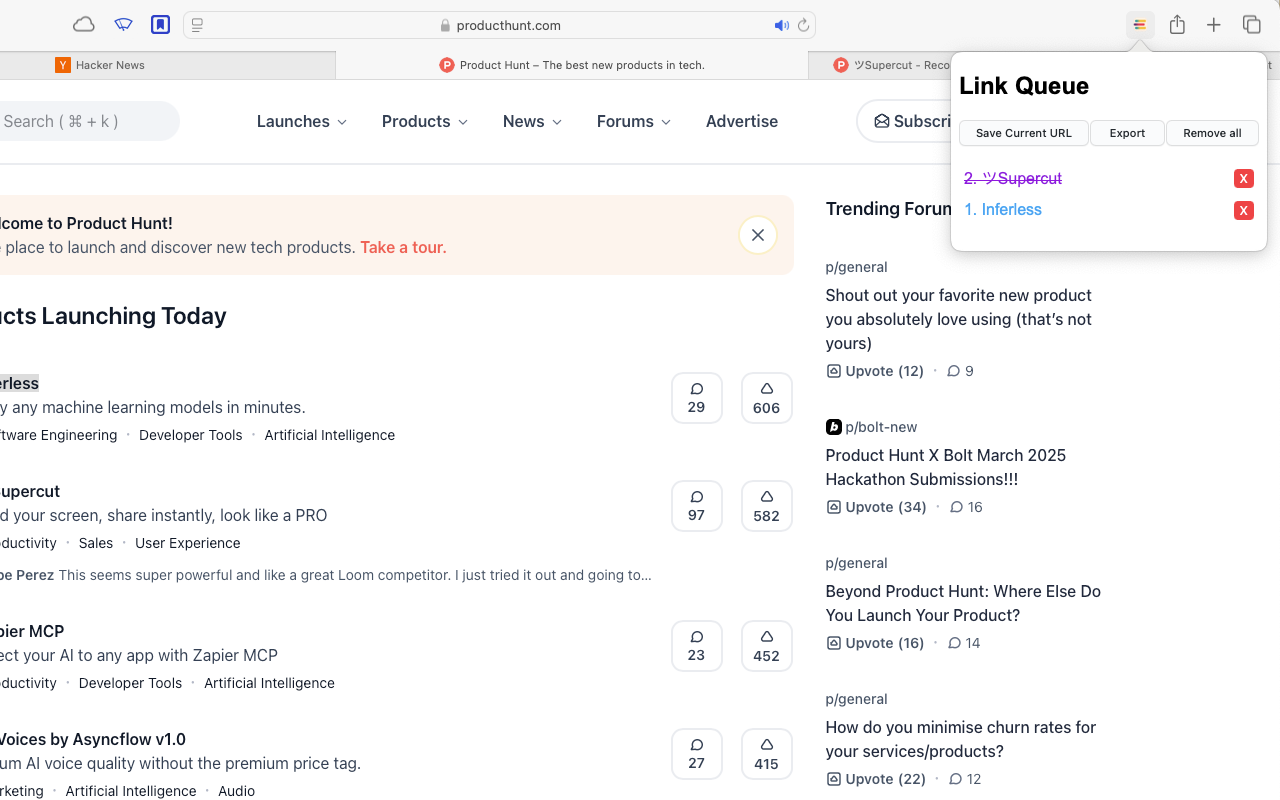 producthunt.com
Hacker News
Product Hunt – The best new products in tech.
ツSupercut - Reco
t
Search ( ⌘ + k )
Launches
Products
News
Forums
Advertise
Subscri
Link Queue
Save Current URL
Export
Remove all
2. ツSupercut
X
1. Inferless
X
lcome to Product Hunt!
e place to launch and discover new tech products. Take a tour.
ucts Launching Today
erless
y any machine learning models in minutes.
ftware Engineering · Developer Tools · Artificial Intelligence
29
606
Supercut
d your screen, share instantly, look like a PRO
oductivity · Sales · User Experience
pe Perez This seems super powerful and like a great Loom competitor. I just tried it out and going to…
97
582
pier MCP
ect your AI to any app with Zapier MCP
oductivity · Developer Tools · Artificial Intelligence
23
452
Voices by Asyncflow v1.0
um AI voice quality without the premium price tag.
rketing · Artificial Intelligence · Audio
27
415
Trending Forun
p/general
Shout out your favorite new product
you absolutely love using (that’s not
yours)
Upvote (12) · 9
p/bolt-new
Product Hunt X Bolt March 2025
Hackathon Submissions!!!
Upvote (34) · 16
p/general
Beyond Product Hunt: Where Else Do
You Launch Your Product?
Upvote (16) · 14
p/general
How do you minimise churn rates for
your services/products?
Upvote (22) · 12